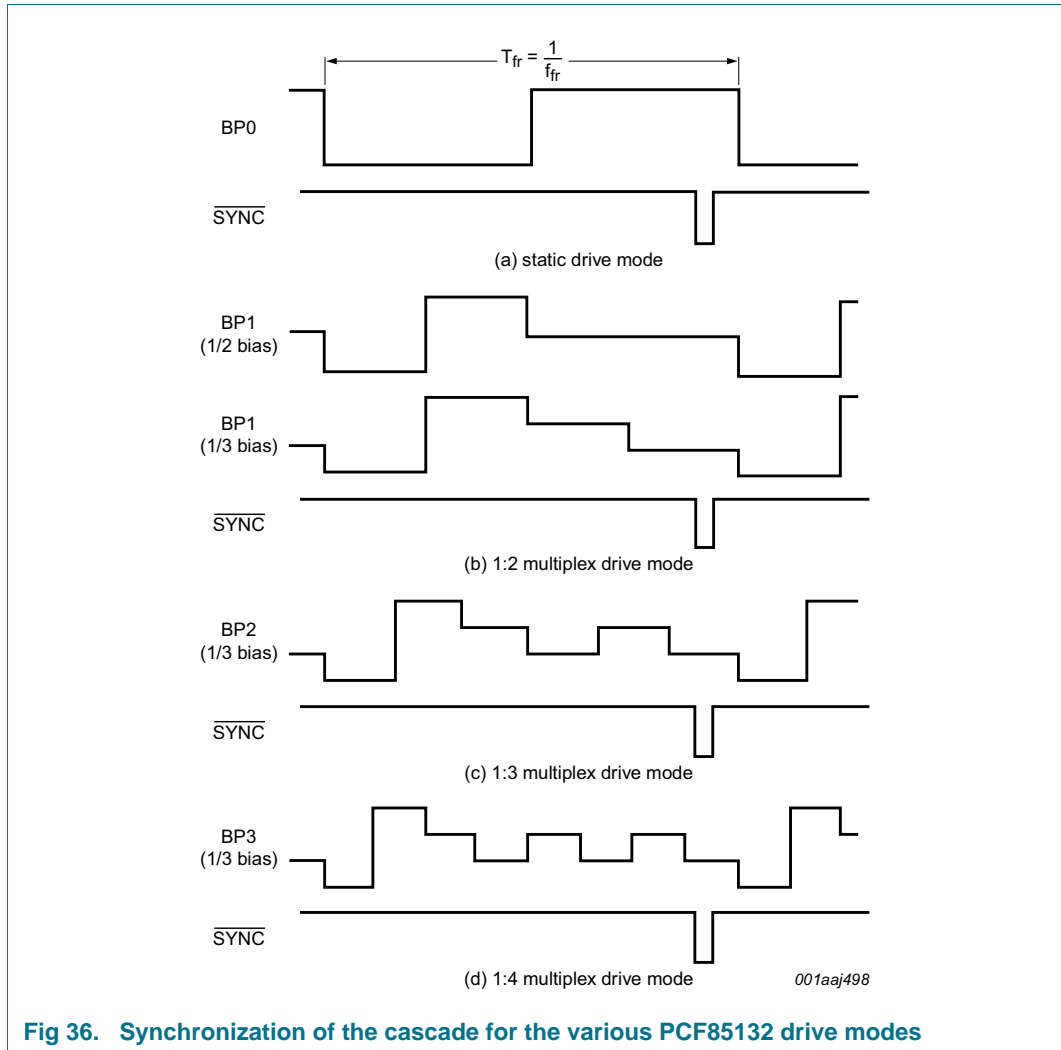 T_fr = 1/f_fr
BP0
SYNC
(a) static drive mode
BP1
(1/2 bias)
BP1
(1/3 bias)
SYNC
(b) 1:2 multiplex drive mode
BP2
(1/3 bias)
SYNC
(c) 1:3 multiplex drive mode
BP3
(1/3 bias)
SYNC
(d) 1:4 multiplex drive mode
001aaj498
Fig 36. Synchronization of the cascade for the various PCF85132 drive modes